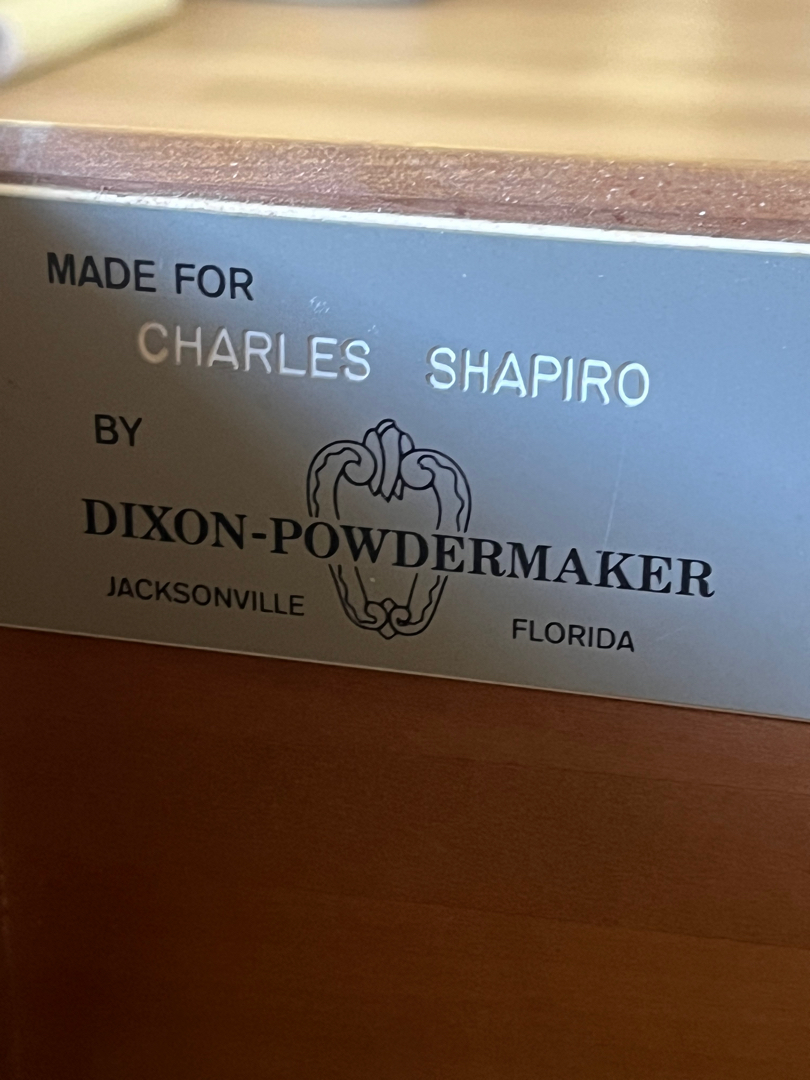 MADE FOR
CHARLES SHAPIRO
BY
DIXON-POWDERMAKER
JACKSONVILLE FLORIDA